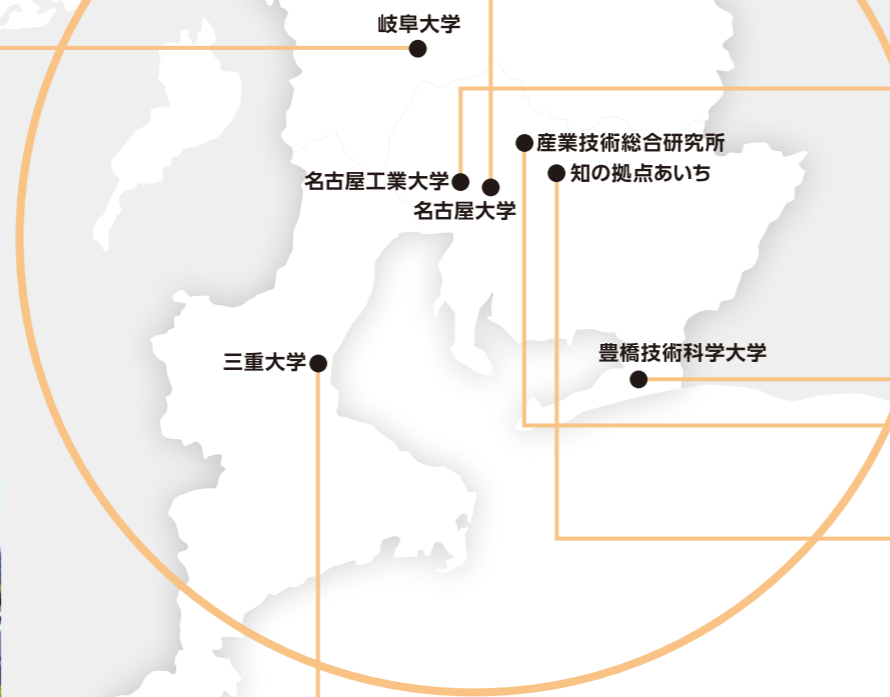 岐阜大学
産業技術総合研究所
知の拠点あいち
名古屋工業大学
名古屋大学
豊橋技術科学大学
三重大学